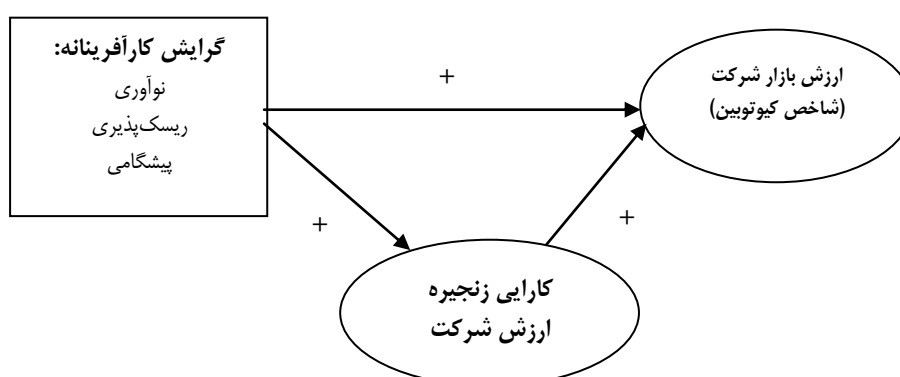 گرایش کارآفرینانه:
نوآوری
ریسک‌پذیری
پیشگامی
+
ارزش بازار شرکت
(شاخص کیوتوبین)
+
+
کارایی زنجیره
ارزش شرکت